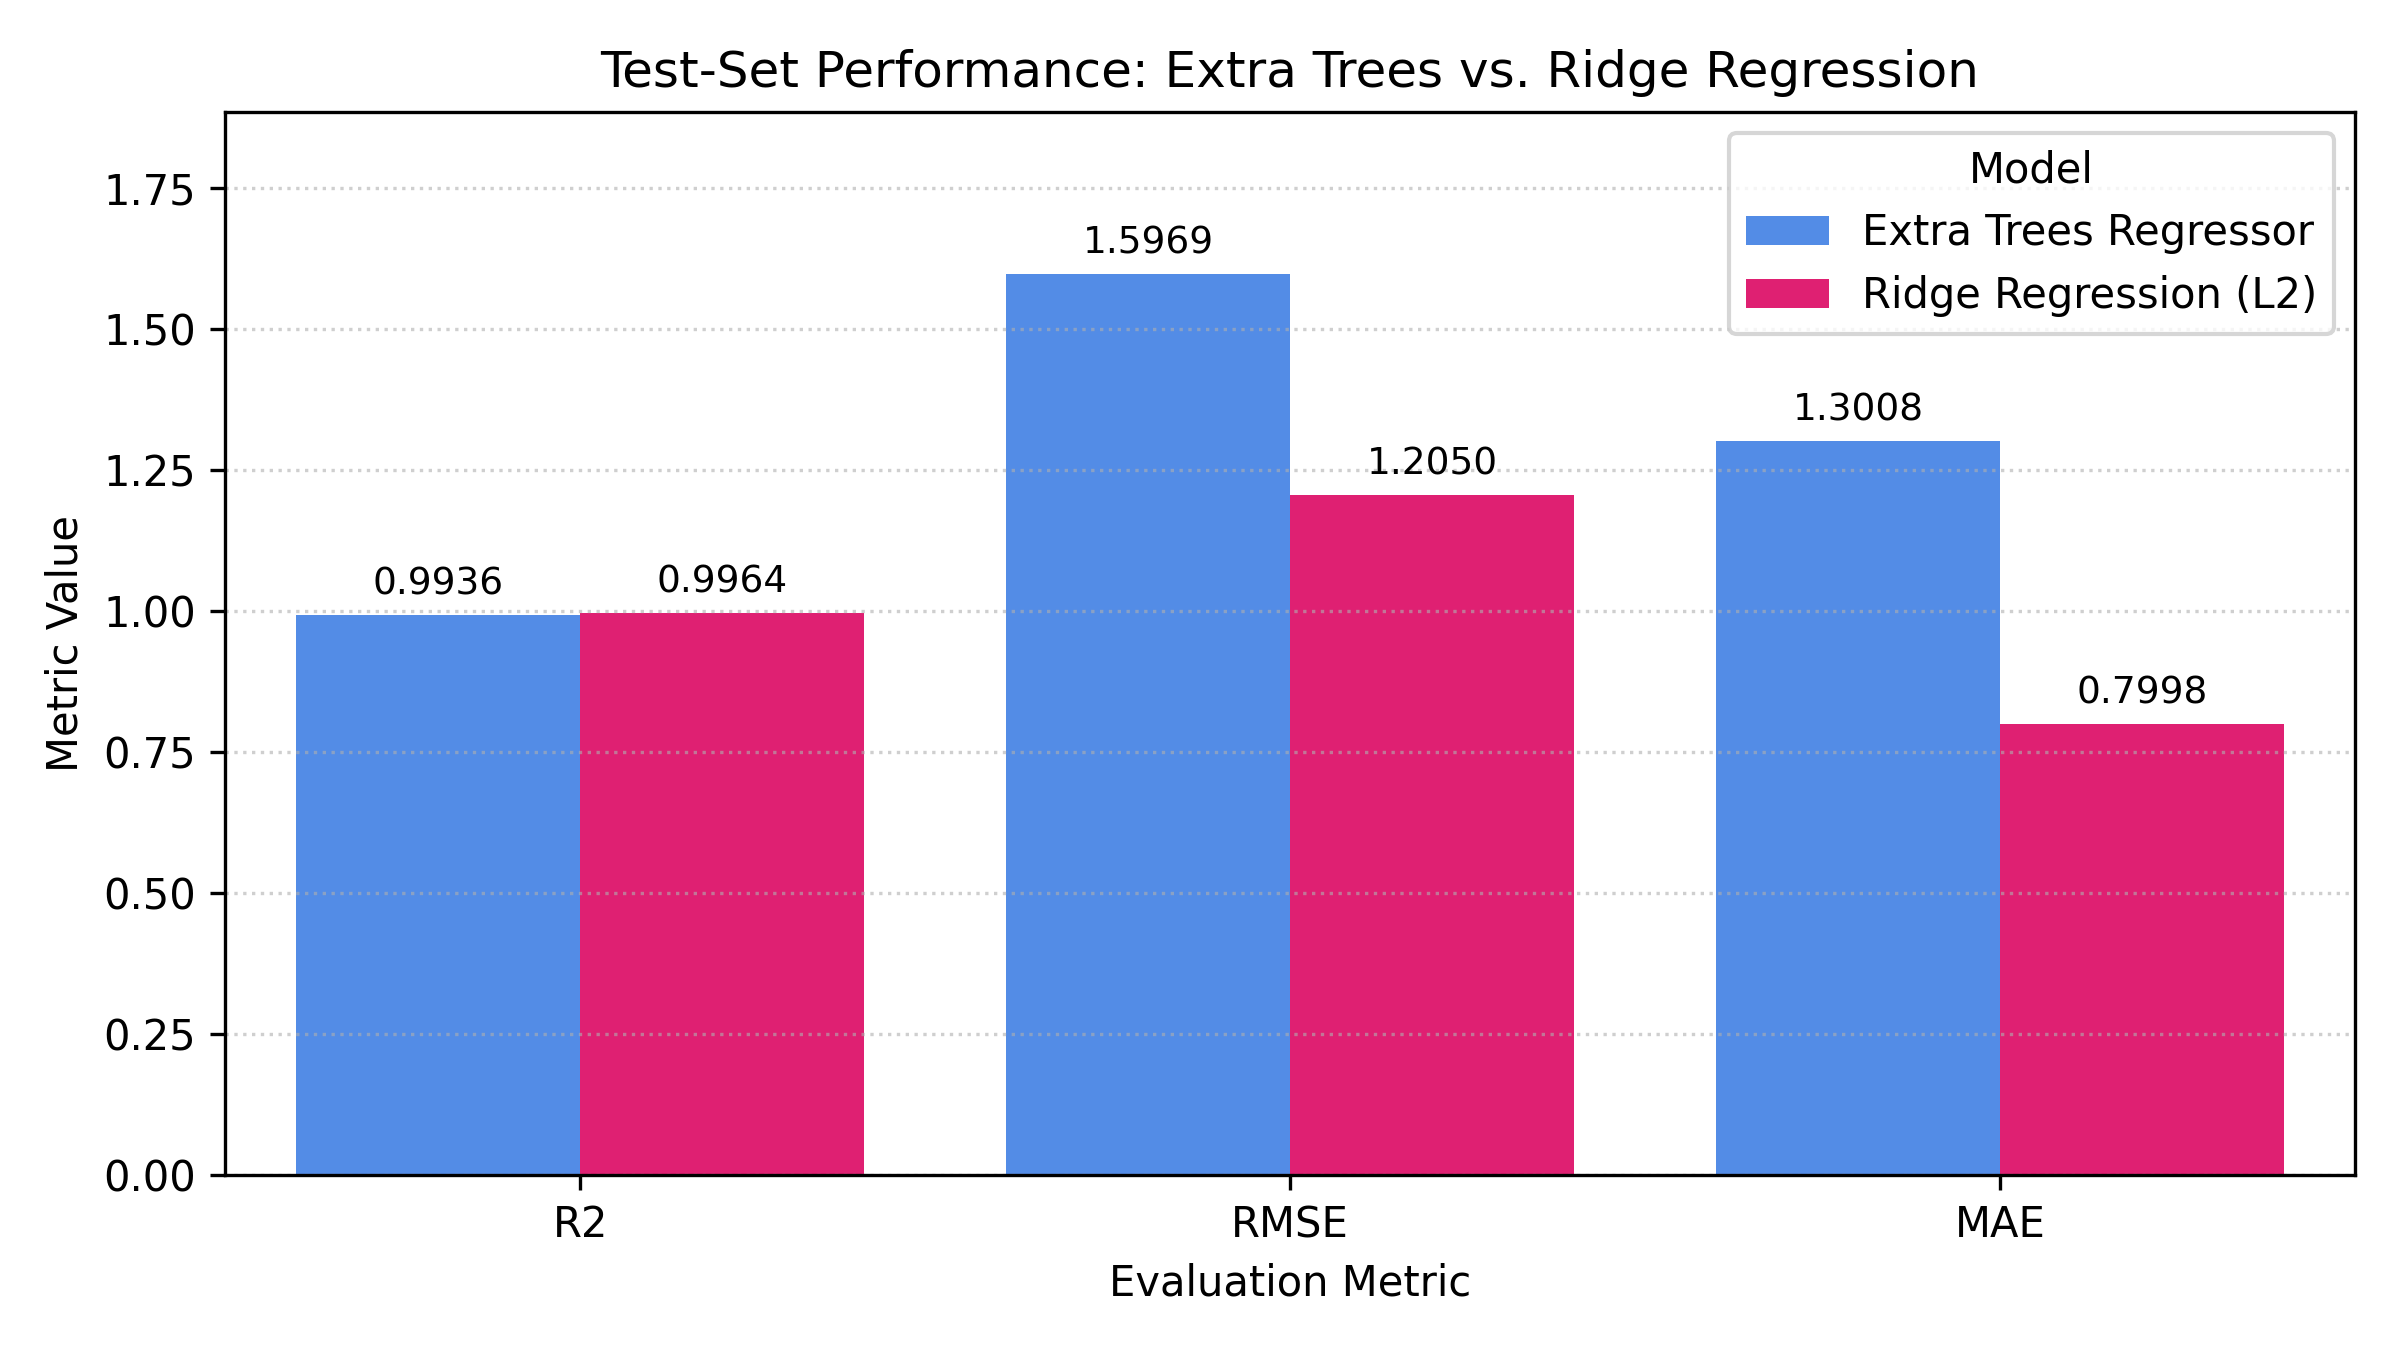 Test-Set Performance: Extra Trees vs. Ridge Regression
Model
Extra Trees Regressor
Ridge Regression (L2)
Metric Value
1.75
1.50
1.25
1.00
0.75
0.50
0.25
0.00
0.9936
0.9964
1.5969
1.2050
1.3008
0.7998
R2
RMSE
MAE
Evaluation Metric